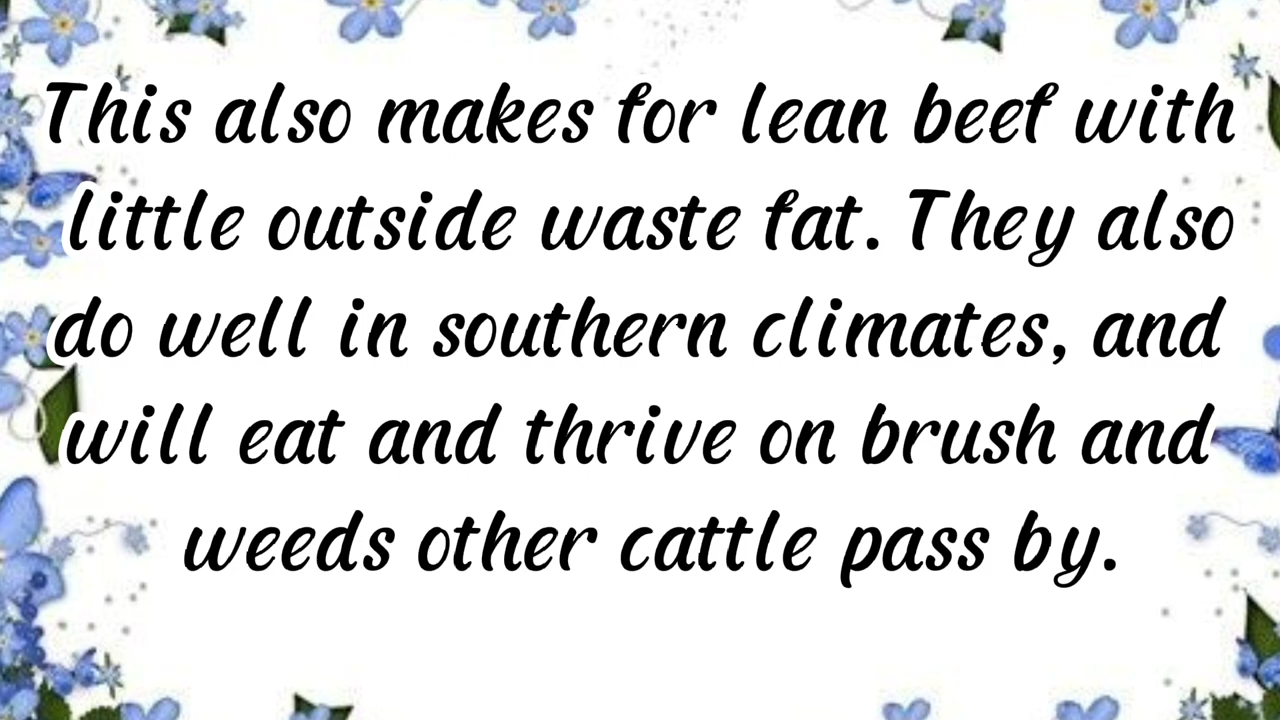 This also makes for lean beef with
little outside waste fat. They also
do well in southern climates, and
will eat and thrive on brush and
weeds other cattle pass by.